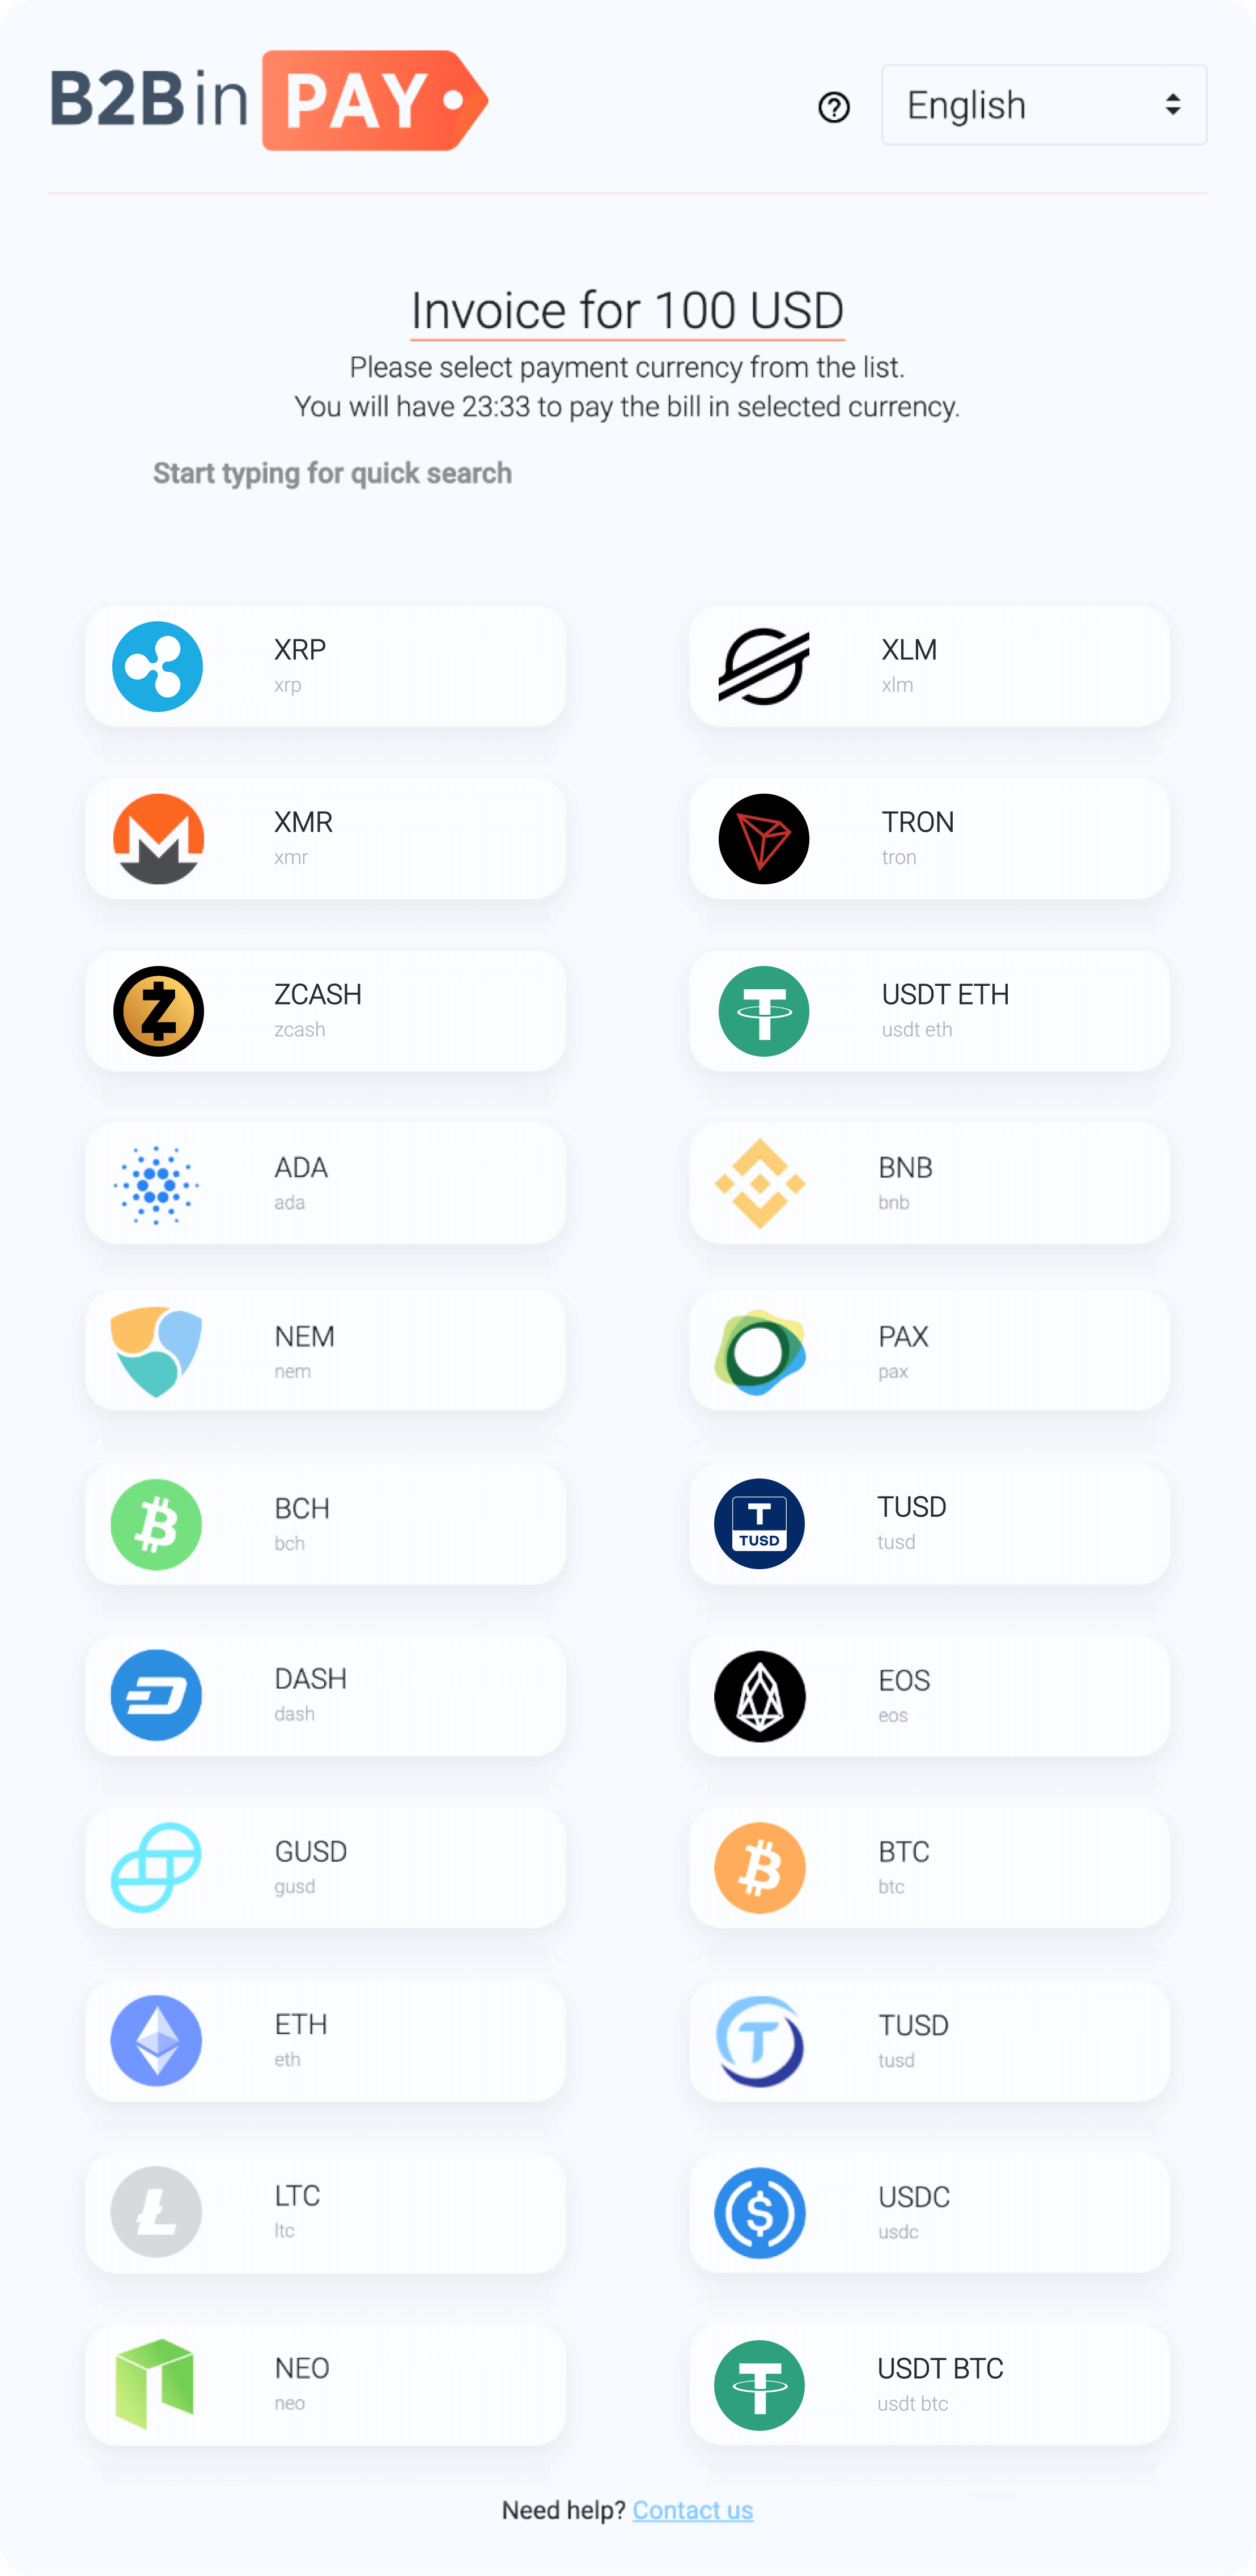 B2Bin PAY
English
Invoice for 100 USD
Please select payment currency from the list.
You will have 23:33 to pay the bill in selected currency.
Start typing for quick search
XRP
xrp
XLM
xlm
XMR
xmr
TRON
tron
ZCASH
zcash
USDT ETH
usdt eth
ADA
ada
BNB
bnb
NEM
nem
PAX
pax
BCH
bch
T
TUSD
TUSD
tusd
DASH
dash
EOS
eos
GUSD
gusd
BTC
btc
ETH
eth
TUSD
tusd
LTC
ltc
USDC
usdc
NEO
neo
USDT BTC
usdt btc
Need help? Contact us